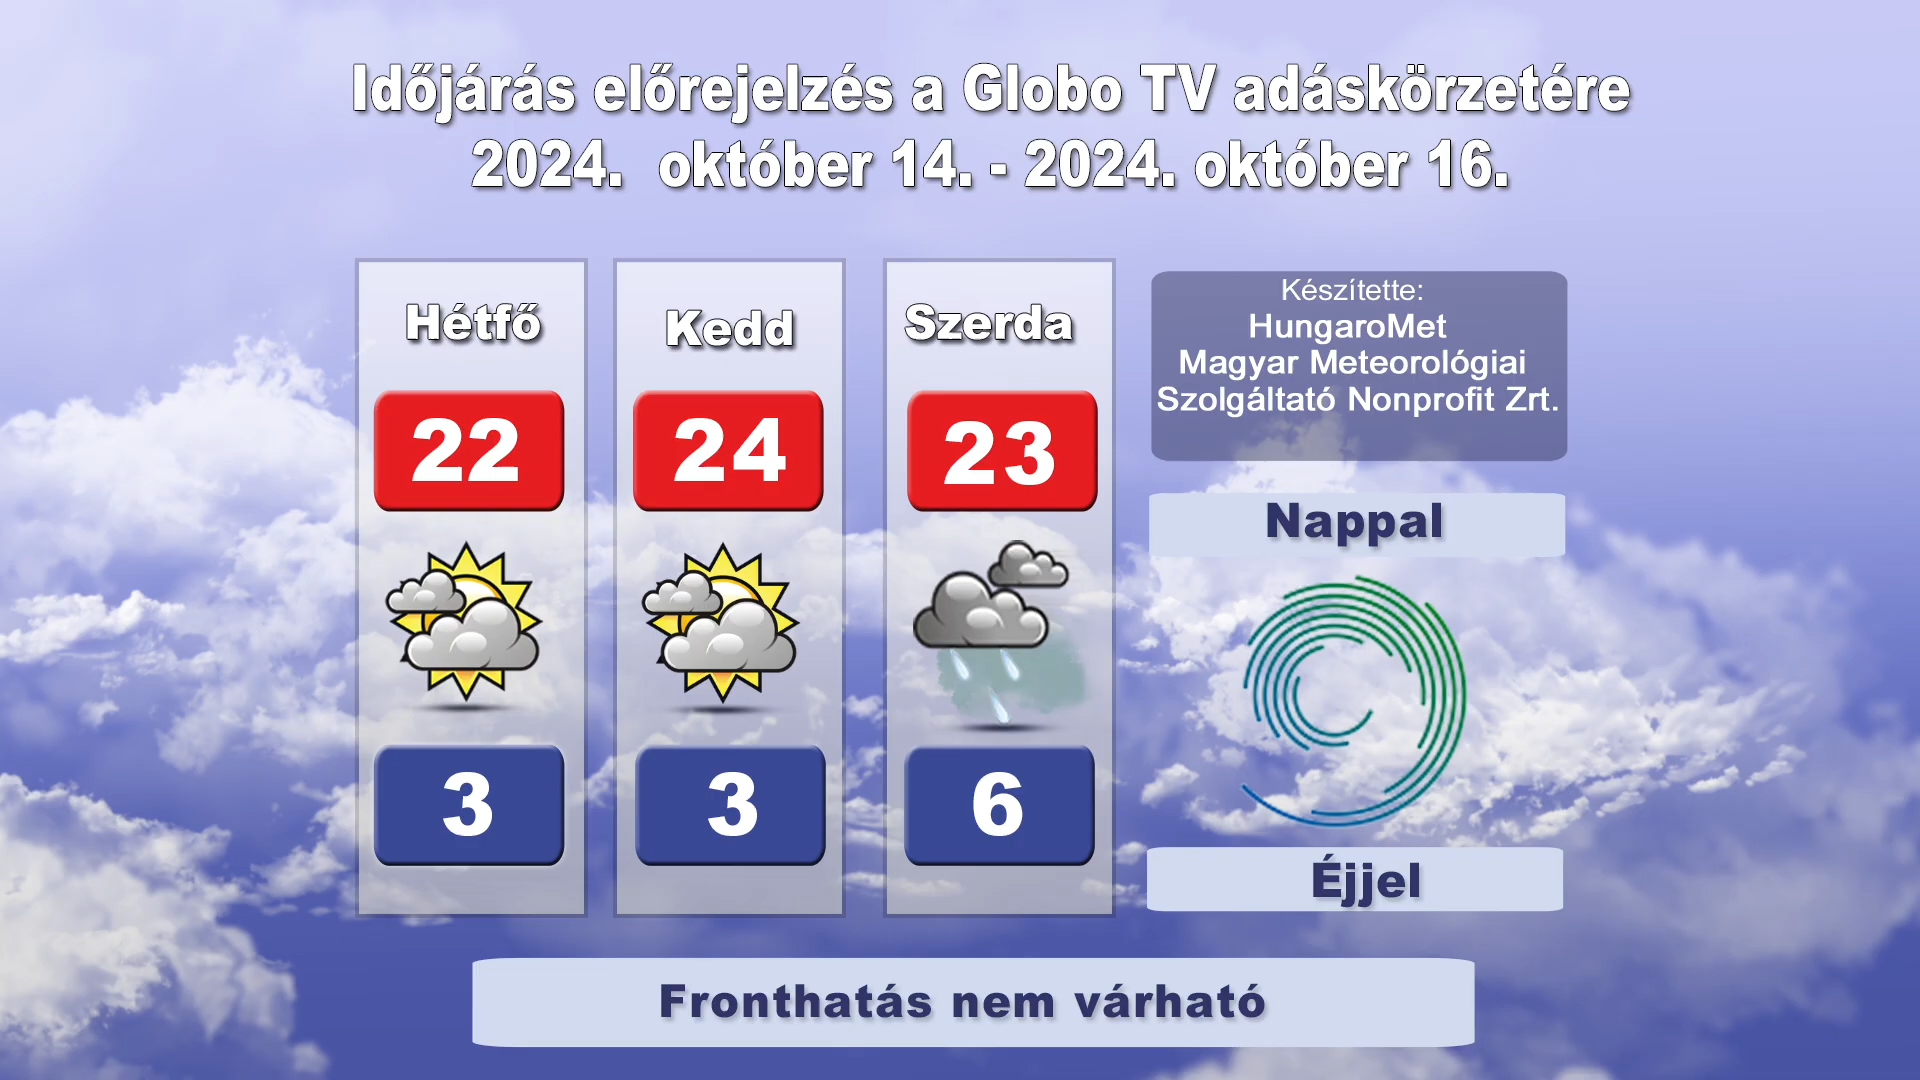 Időjárás előrejelzés a Globo TV adáskörzetére
2024. október 14. - 2024. október 16.
Hétfő
Kedd
Szerda
22
24
23
3
3
6
Készítette:
HungaroMet
Magyar Meteorológiai
Szolgáltató Nonprofit Zrt.
Nappal
Éjjel
Fronthatás nem várható